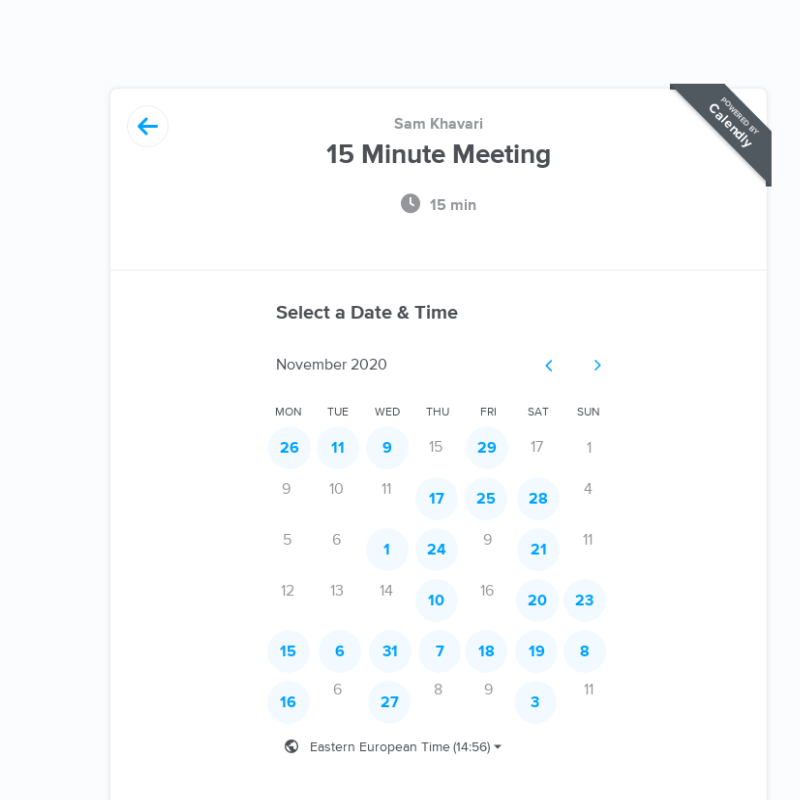 POWERED BY
Calendly
Sam Khavari
15 Minute Meeting
15 min
Select a Date & Time
November 2020
MON TUE WED THU FRI SAT SUN
26 11 9 15 29 17 1
9 10 11 17 25 28 4
5 6 1 24 9 21 11
12 13 14 10 16 20 23
15 6 31 7 18 19 8
16 6 27 8 9 3 11
Eastern European Time (14:56)